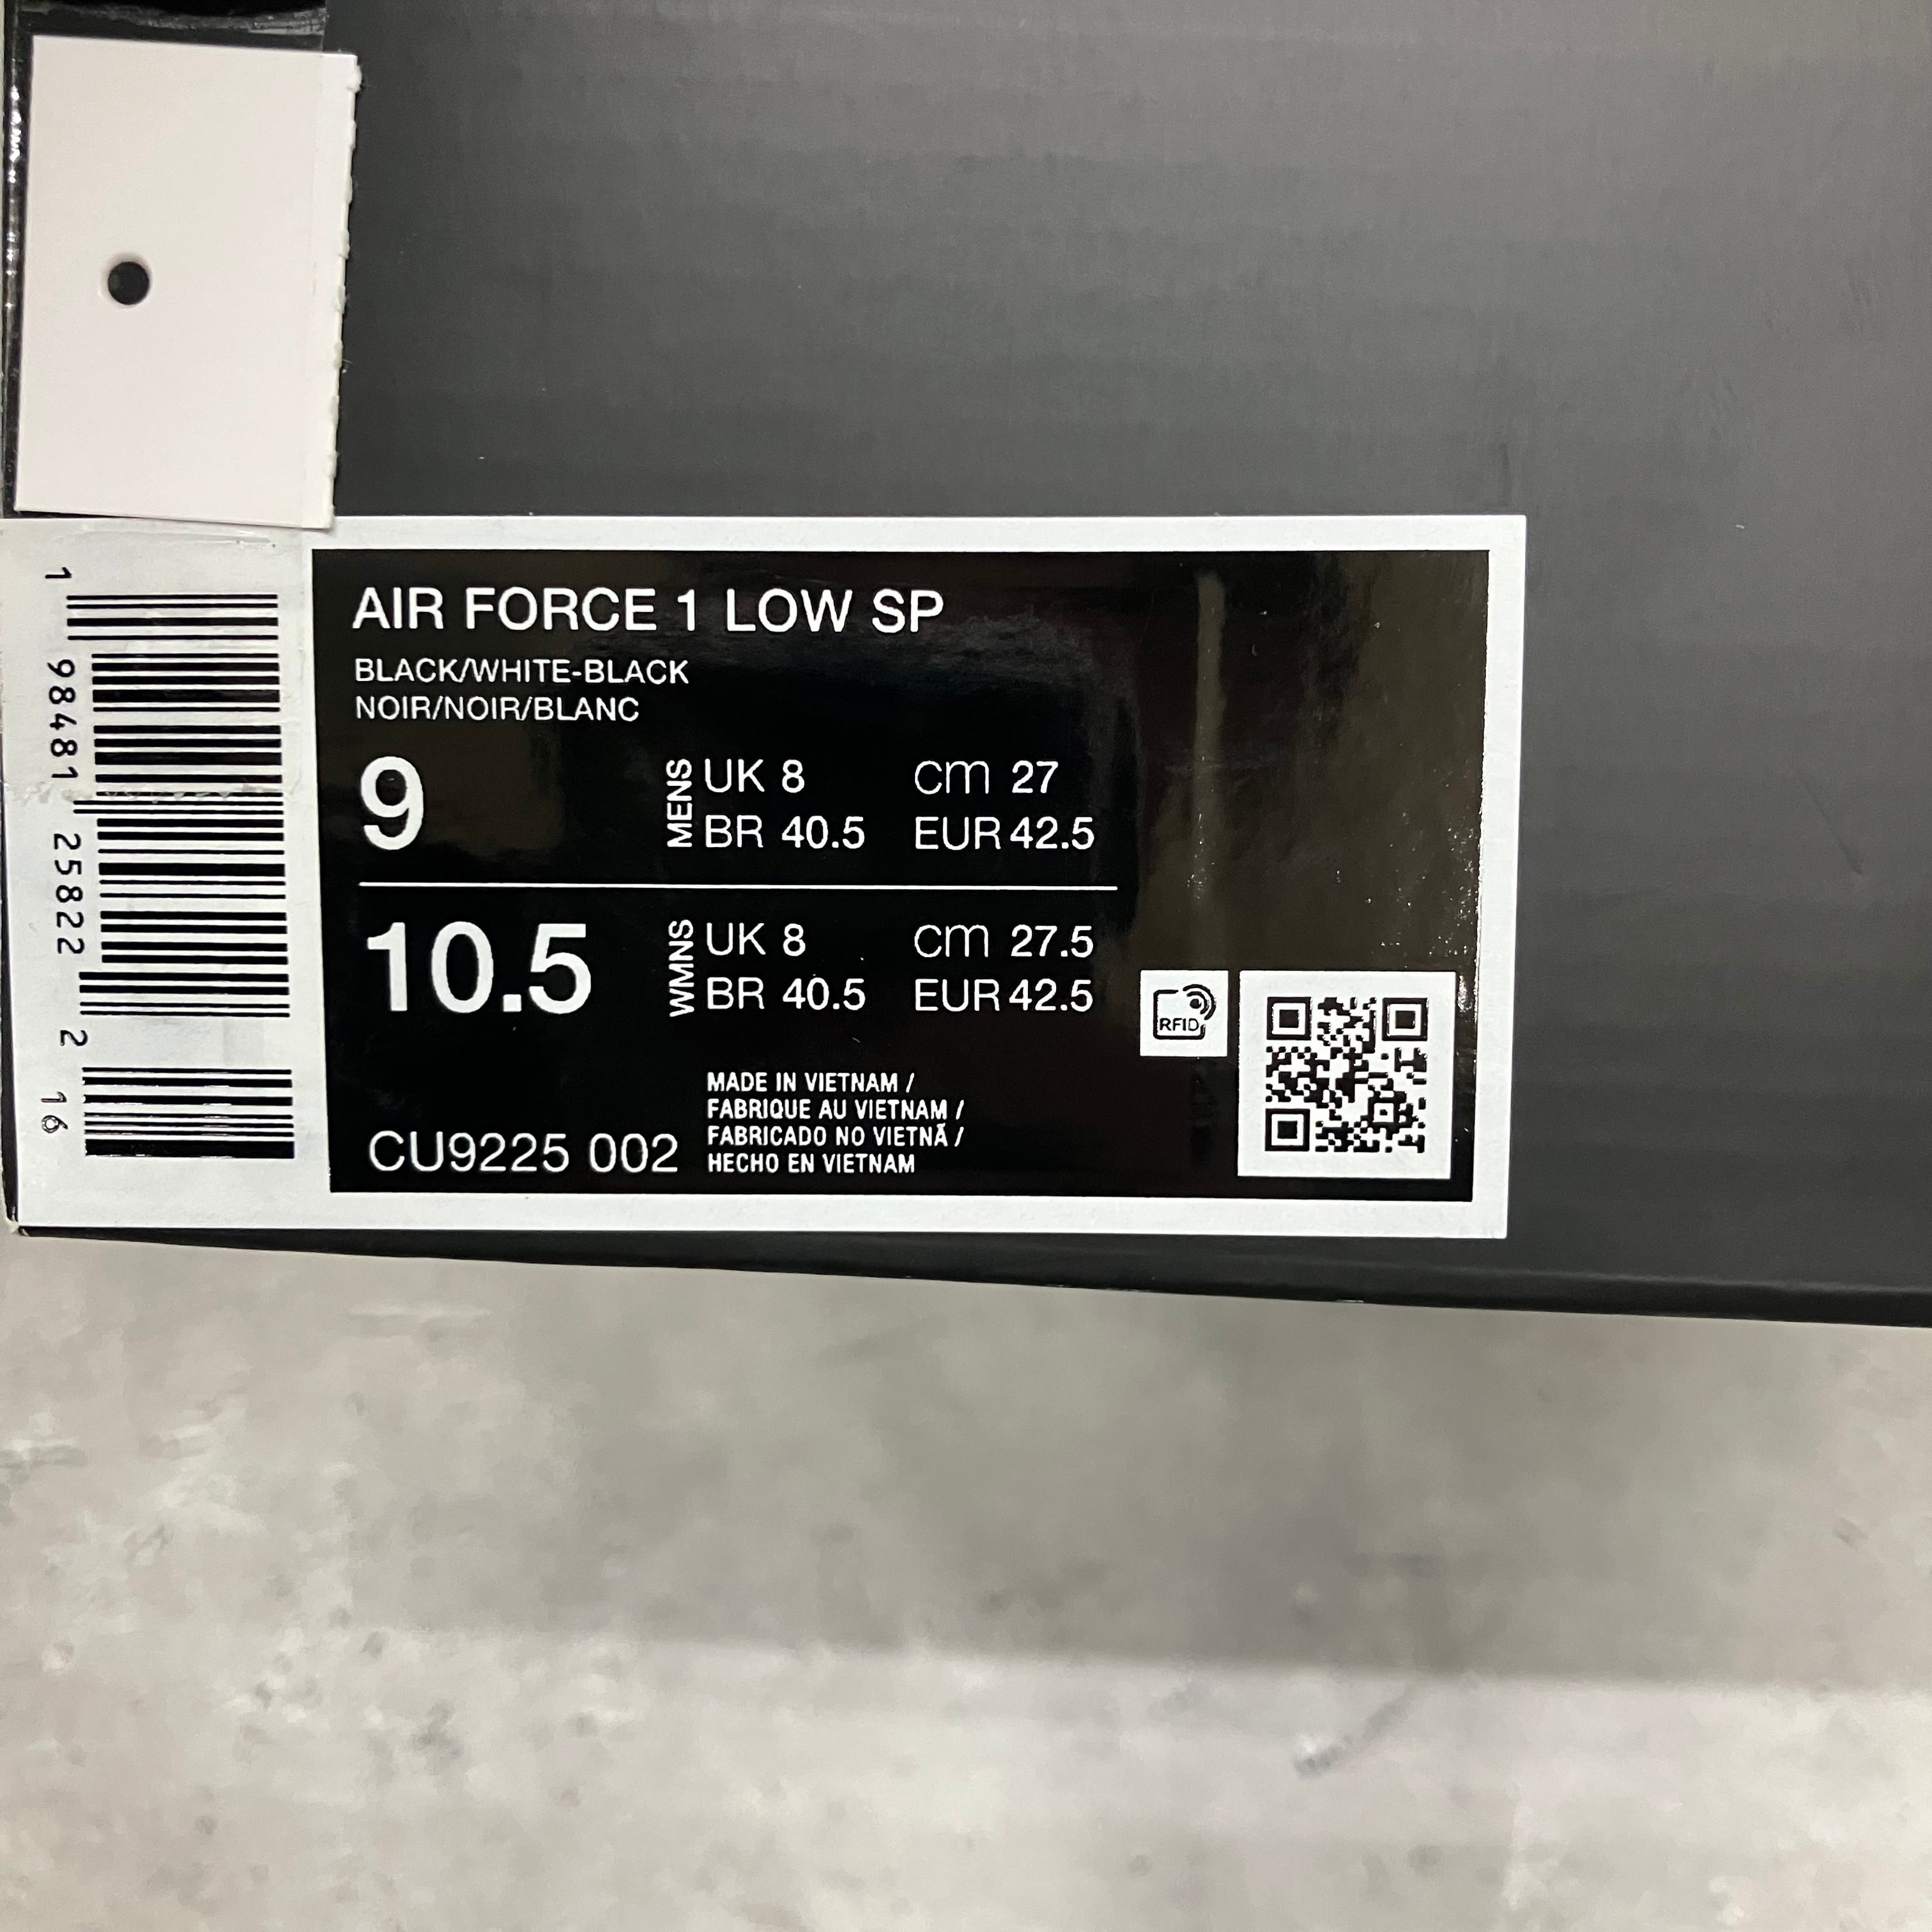 AIR FORCE 1 LOW SP
BLACK/WHITE-BLACK
NOIR/NOIR/BLANC
9
MENS
UK 8 CM 27
BR 40.5 EUR 42.5
10.5
WMNS
UK 8 CM 27.5
BR 40.5 EUR 42.5
RFID
MADE IN VIETNAM /
FABRIQUE AU VIETNAM /
FABRICADO NO VIETNÃ /
HECHO EN VIETNAM
CU9225 002
1 98481 25822 2 16